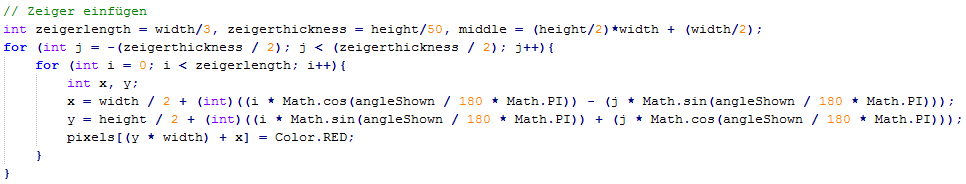 // Zeiger einfügen
int zeigerlength = width/3, zeigerthickness = height/50, middle = (height/2)*width + (width/2);
for (int j = -(zeigerthickness / 2); j < (zeigerthickness / 2); j++){
    for (int i = 0; i < zeigerlength; i++){
        int x, y;
        x = width / 2 + (int)((i * Math.cos(angleShown / 180 * Math.PI)) - (j * Math.sin(angleShown / 180 * Math.PI)));
        y = height / 2 + (int)((i * Math.sin(angleShown / 180 * Math.PI)) + (j * Math.cos(angleShown / 180 * Math.PI)));
        pixels[(y * width) + x] = Color.RED;
    }
}